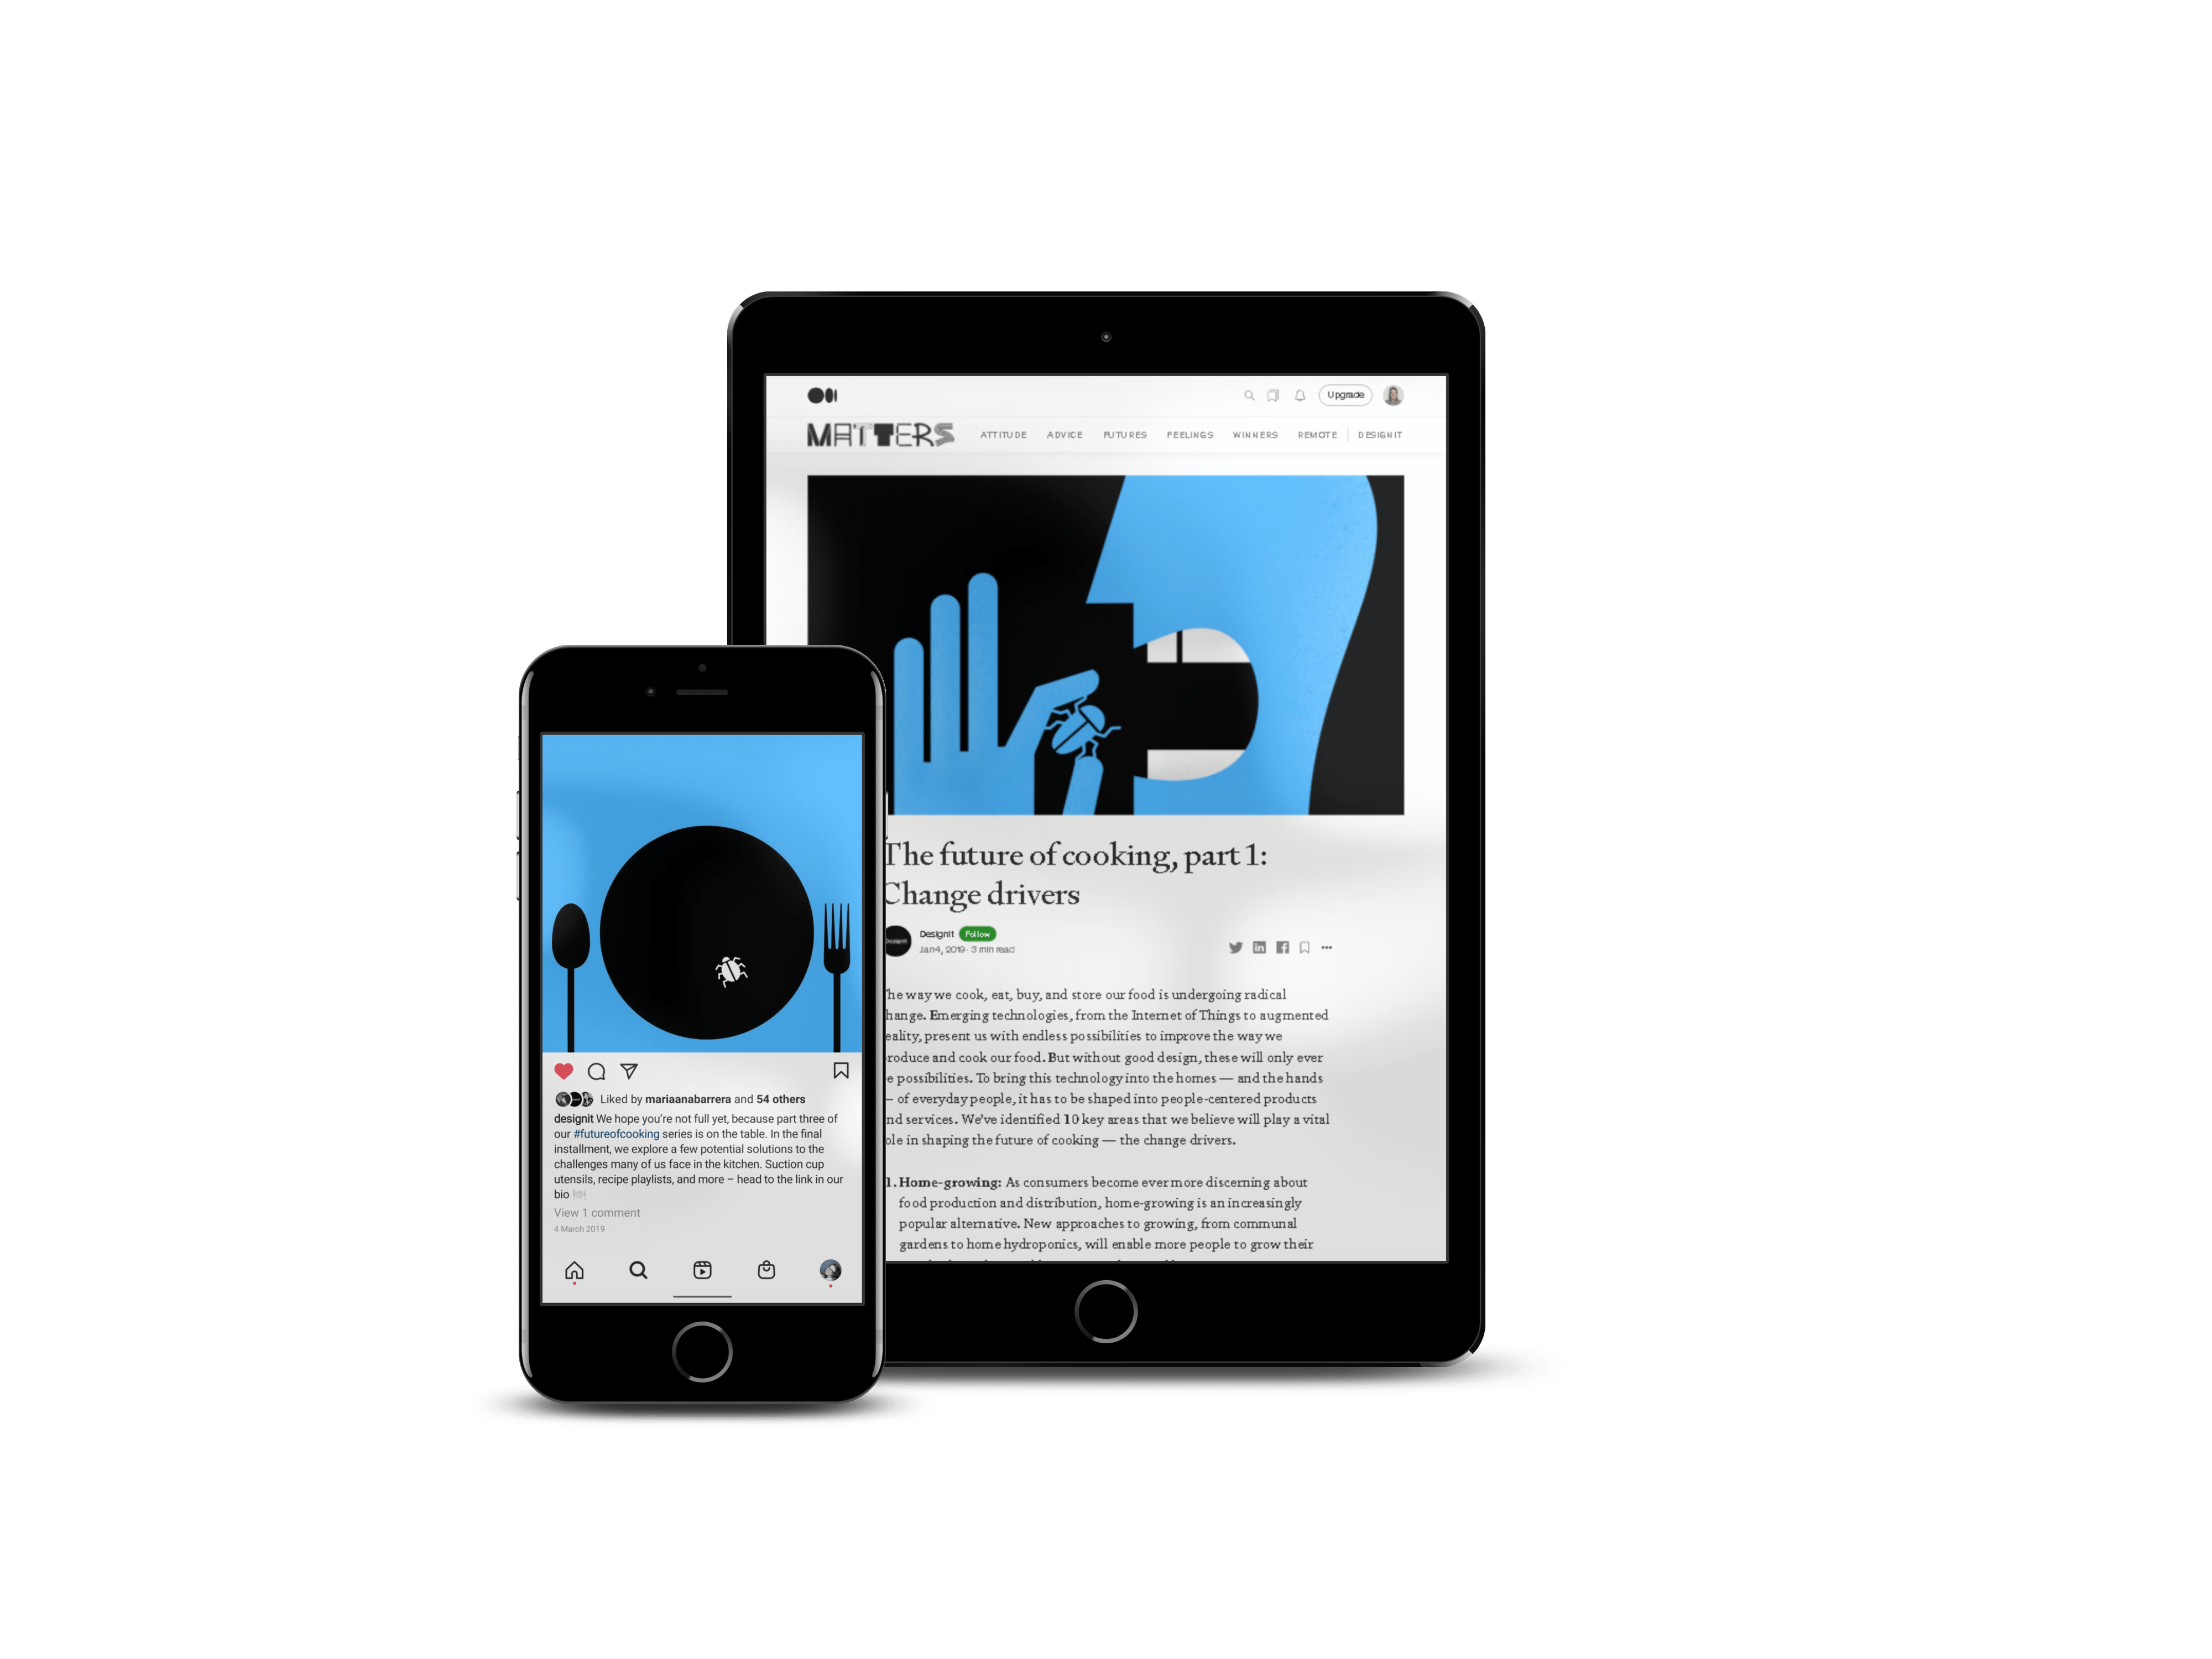 Upgrade
MATTERS ATTITUDE ADVICE FUTURES FEELINGS WINNERS REMOTE DESIGNIT
The future of cooking, part 1:
Change drivers
Designit
Designit Follow
Jan 4, 2019 · 3 min read
he way we cook, eat, buy, and store our food is undergoing radical
hange. Emerging technologies, from the Internet of Things to augmented
eality, present us with endless possibilities to improve the way we
roduce and cook our food. But without good design, these will only ever
e possibilities. To bring this technology into the homes — and the hands
— of everyday people, it has to be shaped into people-centered products
nd services. We've identified 10 key areas that we believe will play a vital
ole in shaping the future of cooking — the change drivers.
1. Home-growing: As consumers become ever more discerning about
food production and distribution, home-growing is an increasingly
popular alternative. New approaches to growing, from communal
gardens to home hydroponics, will enable more people to grow their
Liked by mariaanabarrera and 54 others
designit We hope you're not full yet, because part three of
our #futureofcooking series is on the table. In the final
installment, we explore a few potential solutions to the
challenges many of us face in the kitchen. Suction cup
utensils, recipe playlists, and more – head to the link in our
bio 🍽
View 1 comment
4 March 2019